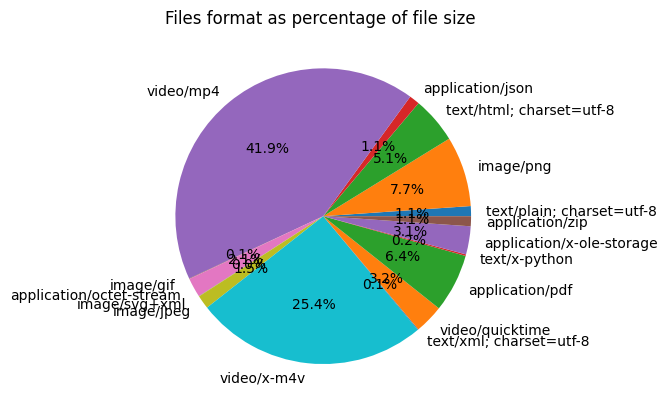 Files format as percentage of file size
video/mp4
application/json
text/html; charset=utf-8
41.9%
1.1%
5.1%
image/png
7.7%
text/plain; charset=utf-8
1.1%
application/zip
1.1%
application/x-ole-storage
3.1%
text/x-python
0.2%
application/pdf
6.4%
image/gif
0.1%
application/octet-stream
2.1%
image/svg+xml
0.0%
image/jpeg
1.5%
25.4%
video/x-m4v
3.2%
video/quicktime
0.1%
text/xml; charset=utf-8